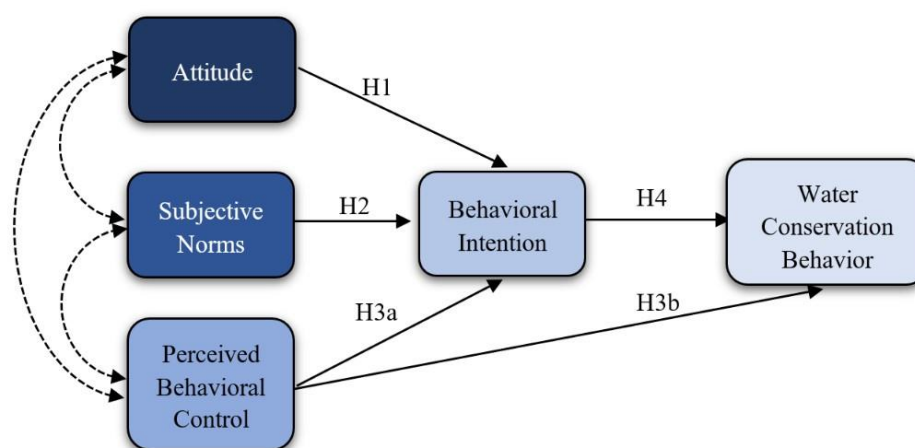 Attitude
H1
Subjective
Norms
H2
Behavioral
Intention
H4
Water
Conservation
Behavior
H3a
H3b
Perceived
Behavioral
Control